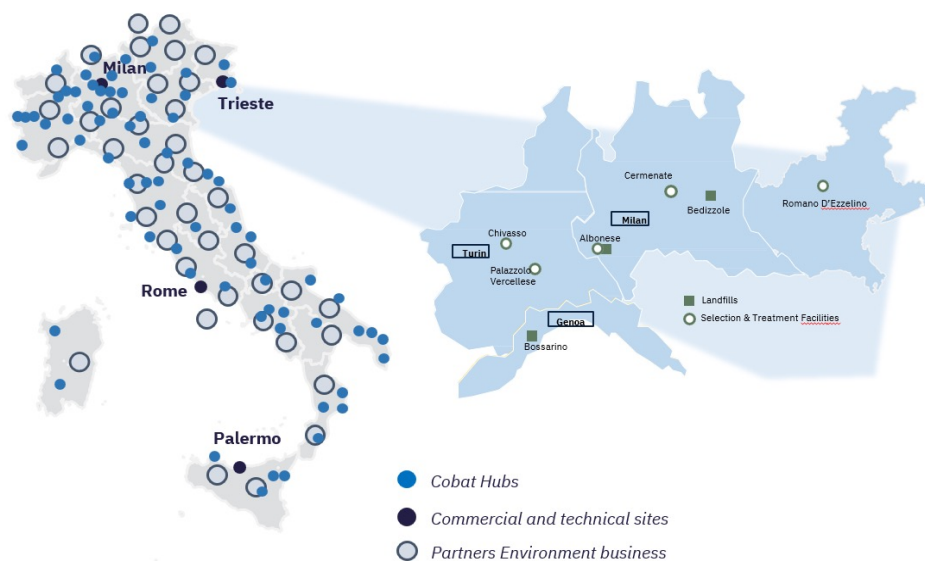 Milan
Trieste
Rome
Palermo
Cermenate
Bedizzole
Romano D'Ezzelino
Milan
Chivasso
Albonese
Turin
Palazzolo
Vercellese
Genoa
Bossarino
Landfills
Selection & Treatment Facilities
Cobat Hubs
Commercial and technical sites
Partners Environment business